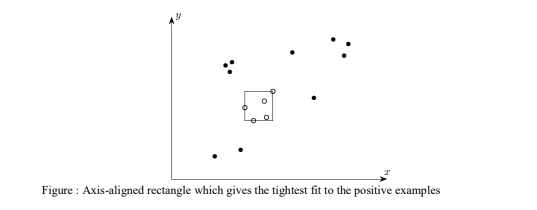 y
x
Figure : Axis-aligned rectangle which gives the tightest fit to the positive examples